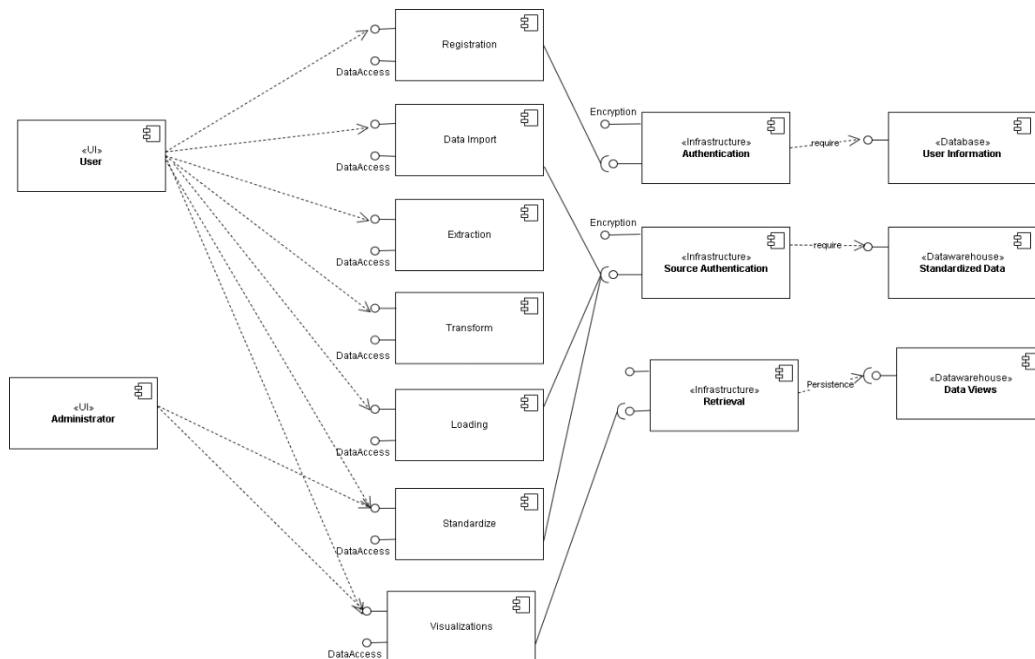 Registration
DataAccess
«UI»
User
Data Import
DataAccess
Encryption
«Infrastructure»
Authentication
require
«Database»
User Information
Extraction
DataAccess
Encryption
«Infrastructure»
Source Authentication
require
«Datawarehouse»
Standardized Data
Transform
DataAccess
«UI»
Administrator
Loading
DataAccess
«Infrastructure»
Retrieval
Persistence
«Datawarehouse»
Data Views
Standardize
DataAccess
Visualizations
DataAccess